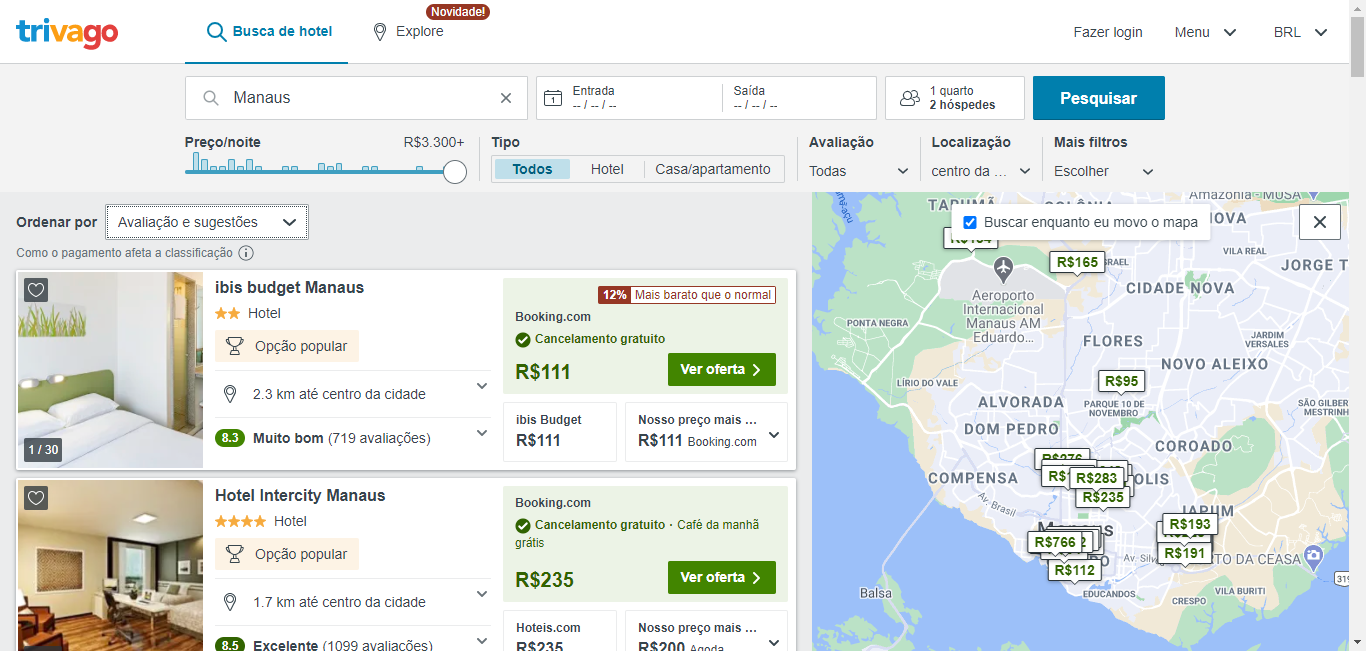 trivago
Busca de hotel
Novidade!
Explore
Fazer login
Menu
BRL
Manaus
Entrada
-- / -- / --
Saída
-- / -- / --
1 quarto
2 hóspedes
Pesquisar
Preço/noite
R$3.300+
Tipo
Todos
Hotel
Casa/apartamento
Avaliação
Todas
Localização
centro da ...
Mais filtros
Escolher
Ordenar por
Avaliação e sugestões
Como o pagamento afeta a classificação
ibis budget Manaus
Hotel
Opção popular
2.3 km até centro da cidade
8.3 Muito bom (719 avaliações)
1 / 30
12% Mais barato que o normal
Booking.com
Cancelamento gratuito
R$111
Ver oferta
ibis Budget
R$111
Nosso preço mais ...
R$111 Booking.com
Hotel Intercity Manaus
Hotel
Opção popular
1.7 km até centro da cidade
8.5 Excelente (1099 avaliações)
Booking.com
Cancelamento gratuito · Café da manhã
grátis
R$235
Ver oferta
Hoteis.com
R$235
Nosso preço mais ...
R$200 Agoda
Buscar enquanto eu movo o mapa
Amazônia - MUSA
TARUMÃ
COLÔNIA
NOVA
VILA REAL
R$165
ISRAEL
JORGE T
CIDADE NOVA
Aeroporto
Internacional
Manaus AM
Eduardo...
PONTA NEGRA
FLORES
JARDIM
VERSALES
NOVO ALEIXO
LÍRIO DO VALE
R$95
ALVORADA
PARQUE 10 DE
NOVEMBRO
SÃO GILBER
MESTRINH
DOM PEDRO
COROADO
R$276
COMPENSA
R$283
OLIS
R$235
Av. Brasil
JAPIIM
Manaus
R$193
R$766
R$191
Av. Silv
TO DA CEASA
R$112
319
Balsa
EDUCANDOS
VILA BURITI
CRESPO